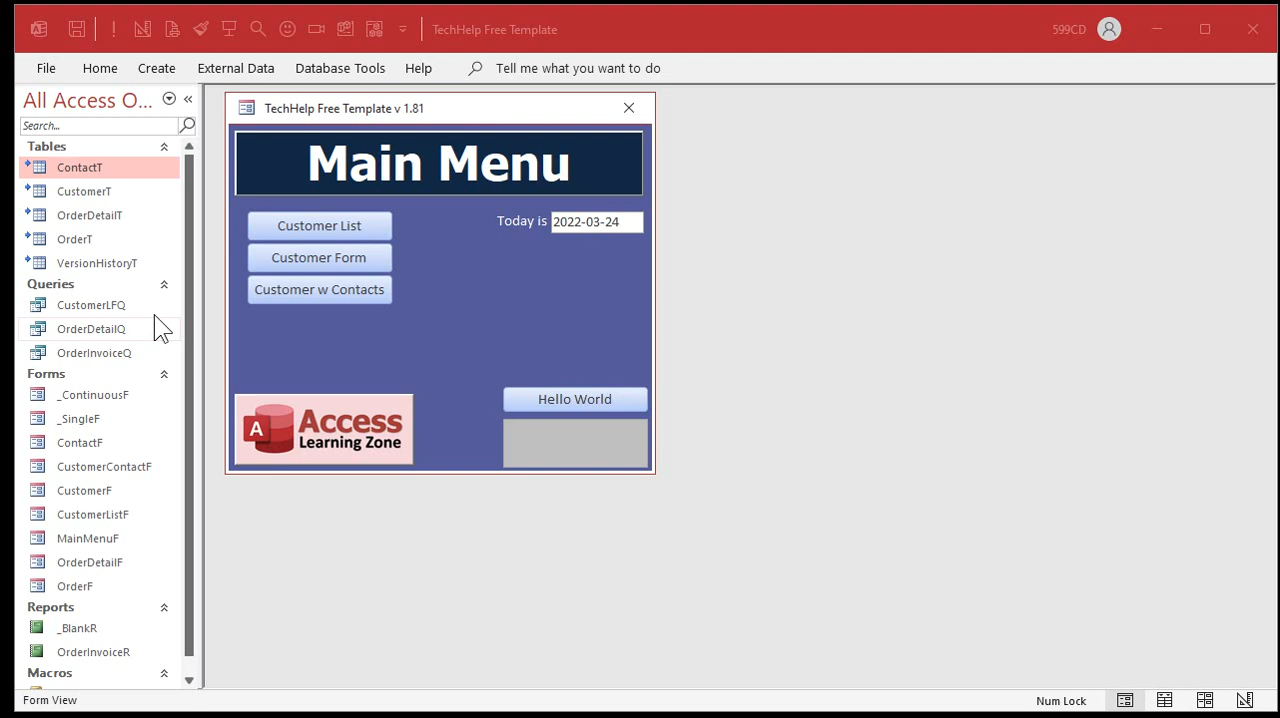 TechHelp Free Template
599CD
File Home Create External Data Database Tools Help Tell me what you want to do
All Access O...
Search...
Tables
ContactT
CustomerT
OrderDetailT
OrderT
VersionHistoryT
Queries
CustomerLFQ
OrderDetailQ
OrderInvoiceQ
Forms
_ContinuousF
_SingleF
ContactF
CustomerContactF
CustomerF
CustomerListF
MainMenuF
OrderDetailF
OrderF
Reports
_BlankR
OrderInvoiceR
Macros
TechHelp Free Template v 1.81
Main Menu
Customer List
Today is 2022-03-24
Customer Form
Customer w Contacts
Hello World
A Access
Learning Zone
Form View
Num Lock